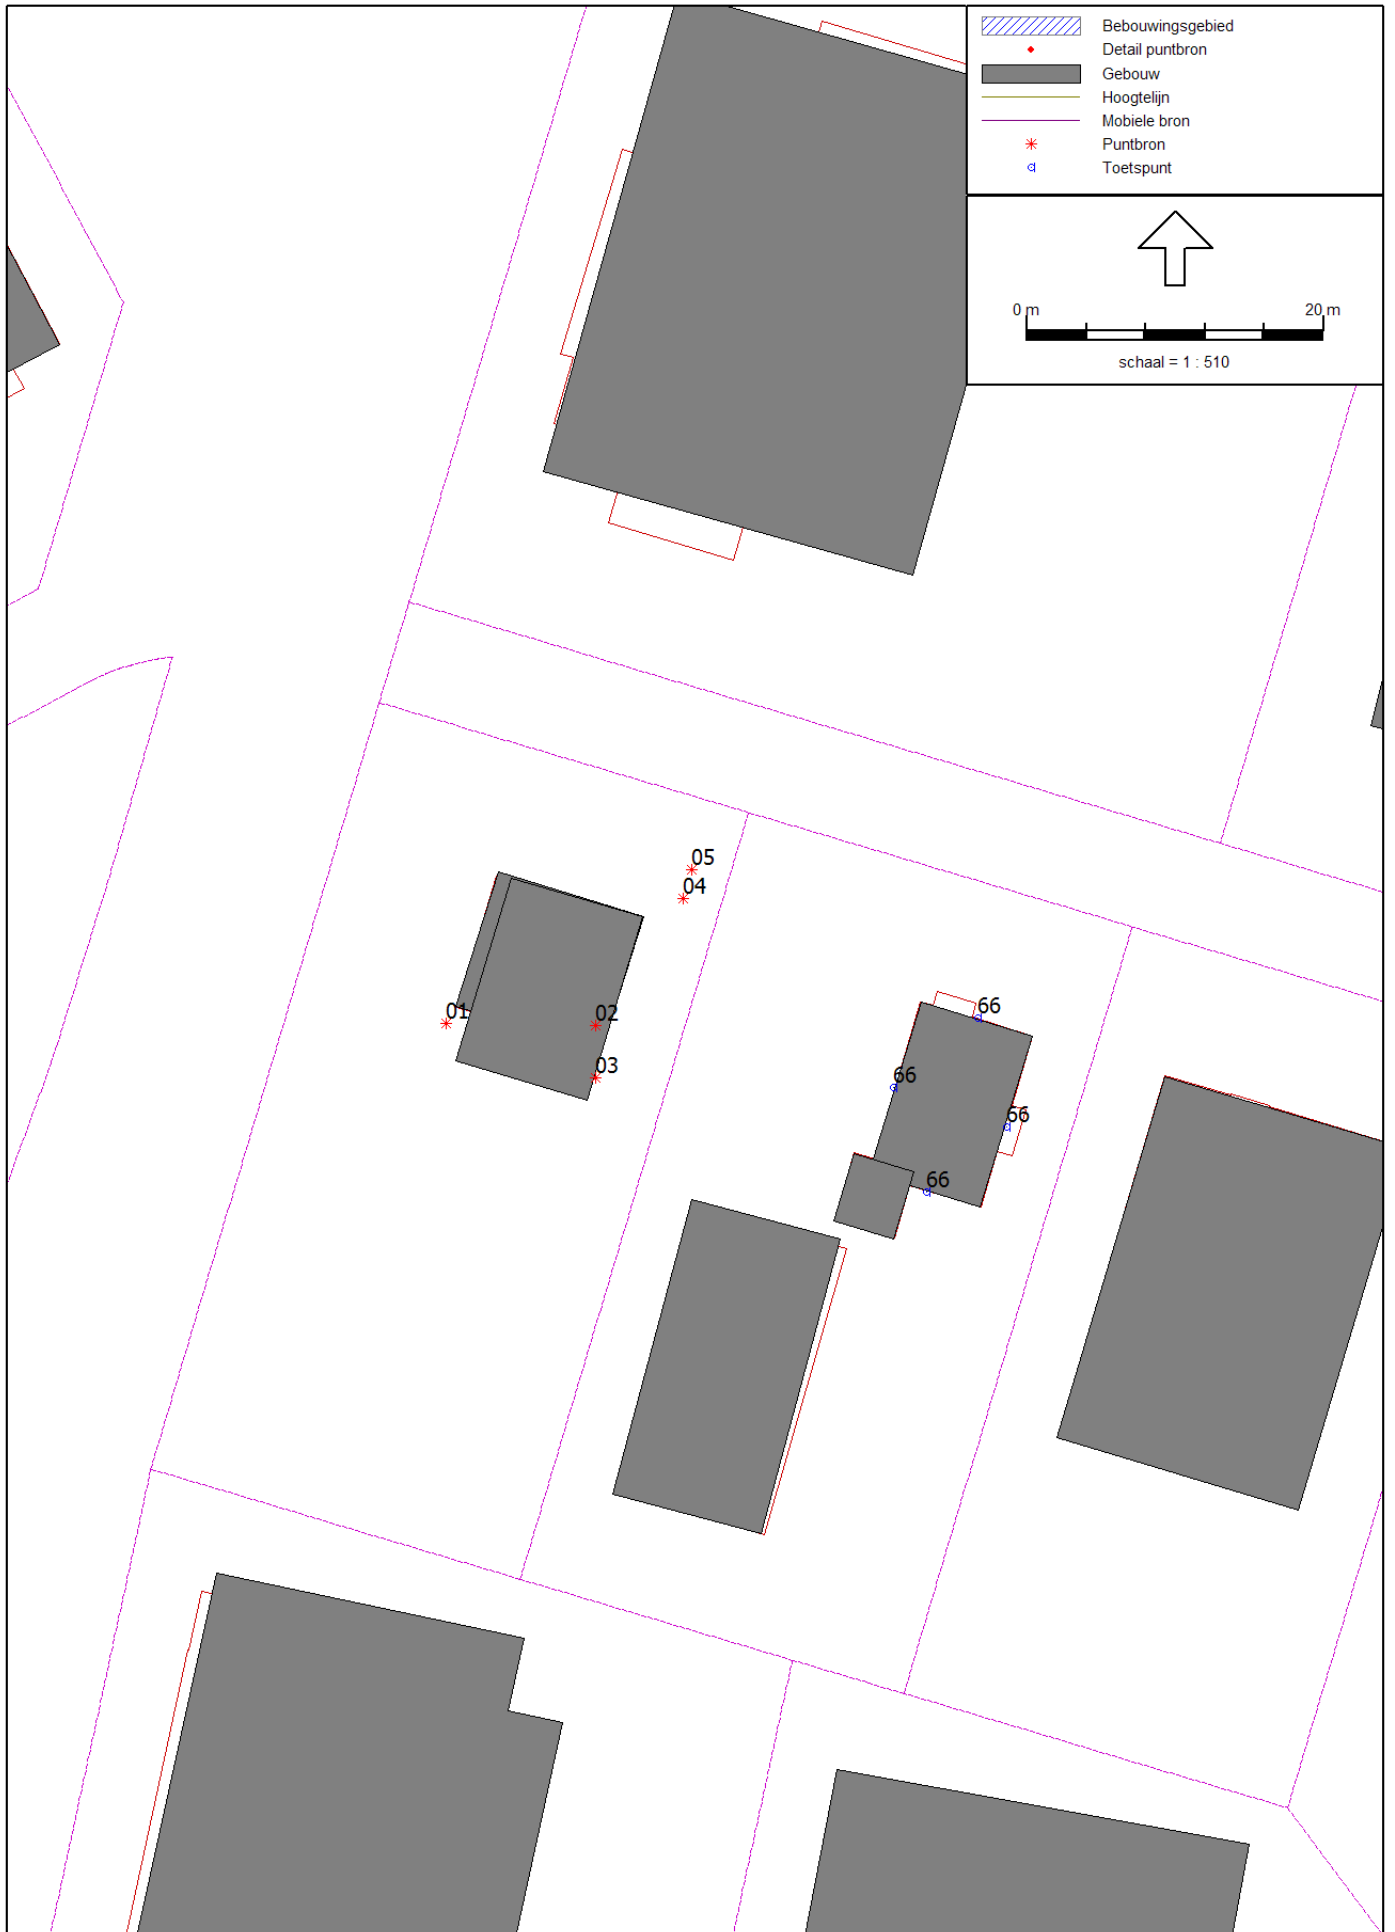 Bebouwingsgebied
Detail puntbron
Gebouw
Hoogtelijn
Mobiele bron
Puntbron
Toetspunt
0 m 20 m
schaal = 1 : 510
05
04
01
02
03
66
66
66
66